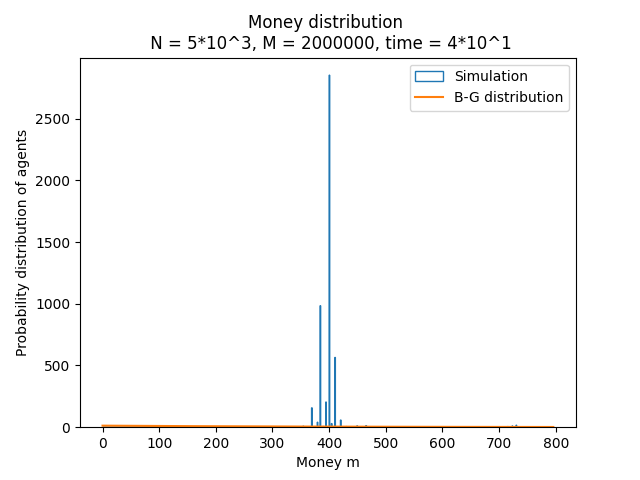 Money distribution
N = 5*10^3, M = 2000000, time = 4*10^1
Simulation
B-G distribution
Probability distribution of agents
2500
2000
1500
1000
500
0
0 100 200 300 400 500 600 700 800
Money m